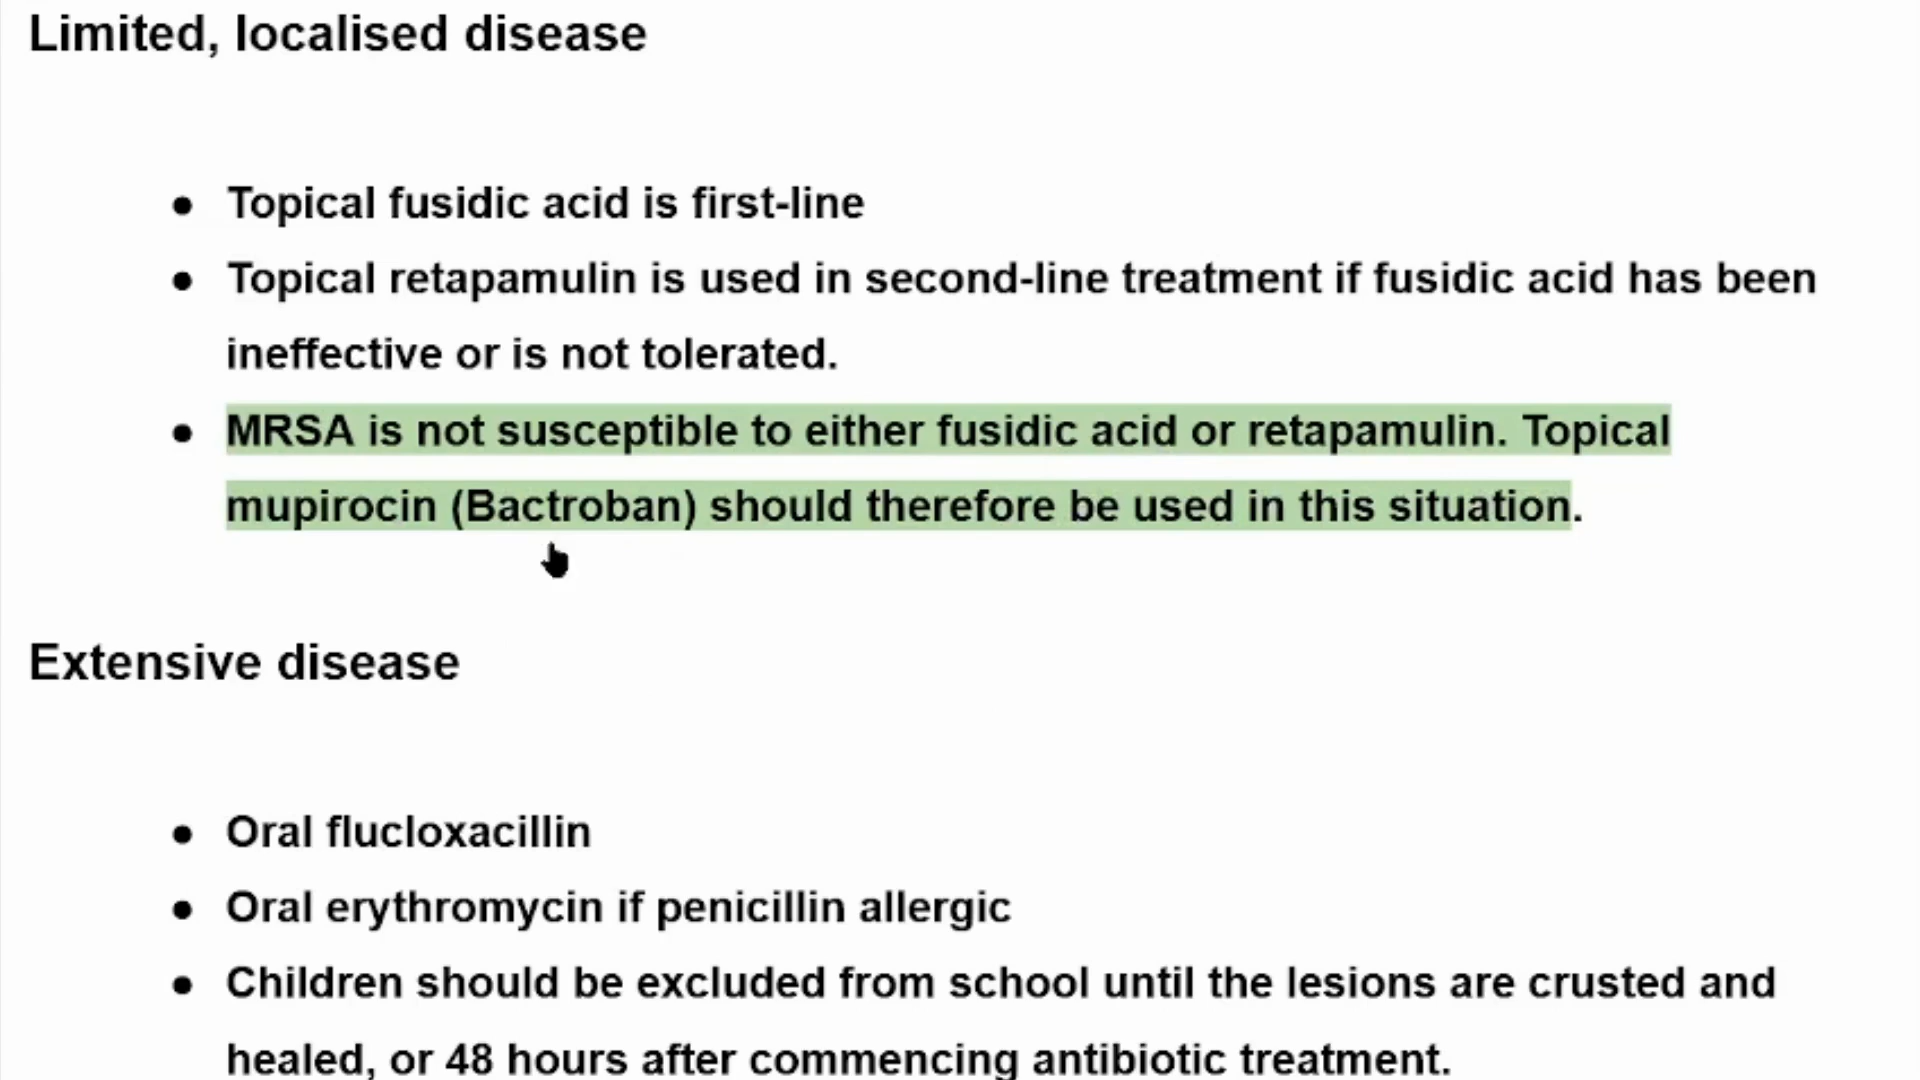 Limited, localised disease
● Topical fusidic acid is first-line
● Topical retapamulin is used in second-line treatment if fusidic acid has been
ineffective or is not tolerated.
● MRSA is not susceptible to either fusidic acid or retapamulin. Topical
mupirocin (Bactroban) should therefore be used in this situation.
Extensive disease
● Oral flucloxacillin
● Oral erythromycin if penicillin allergic
● Children should be excluded from school until the lesions are crusted and
healed, or 48 hours after commencing antibiotic treatment.